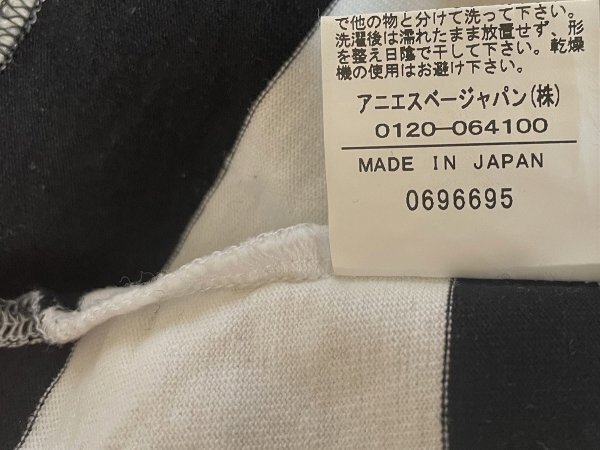 で他の物と分けて洗って下さい。
洗濯後は濡れたまま放置せず、形
を整え日陰で干して下さい。乾燥
機の使用はお避け下さい。
アニエスベージャパン(株)
0120-064100
MADE IN JAPAN
0696695